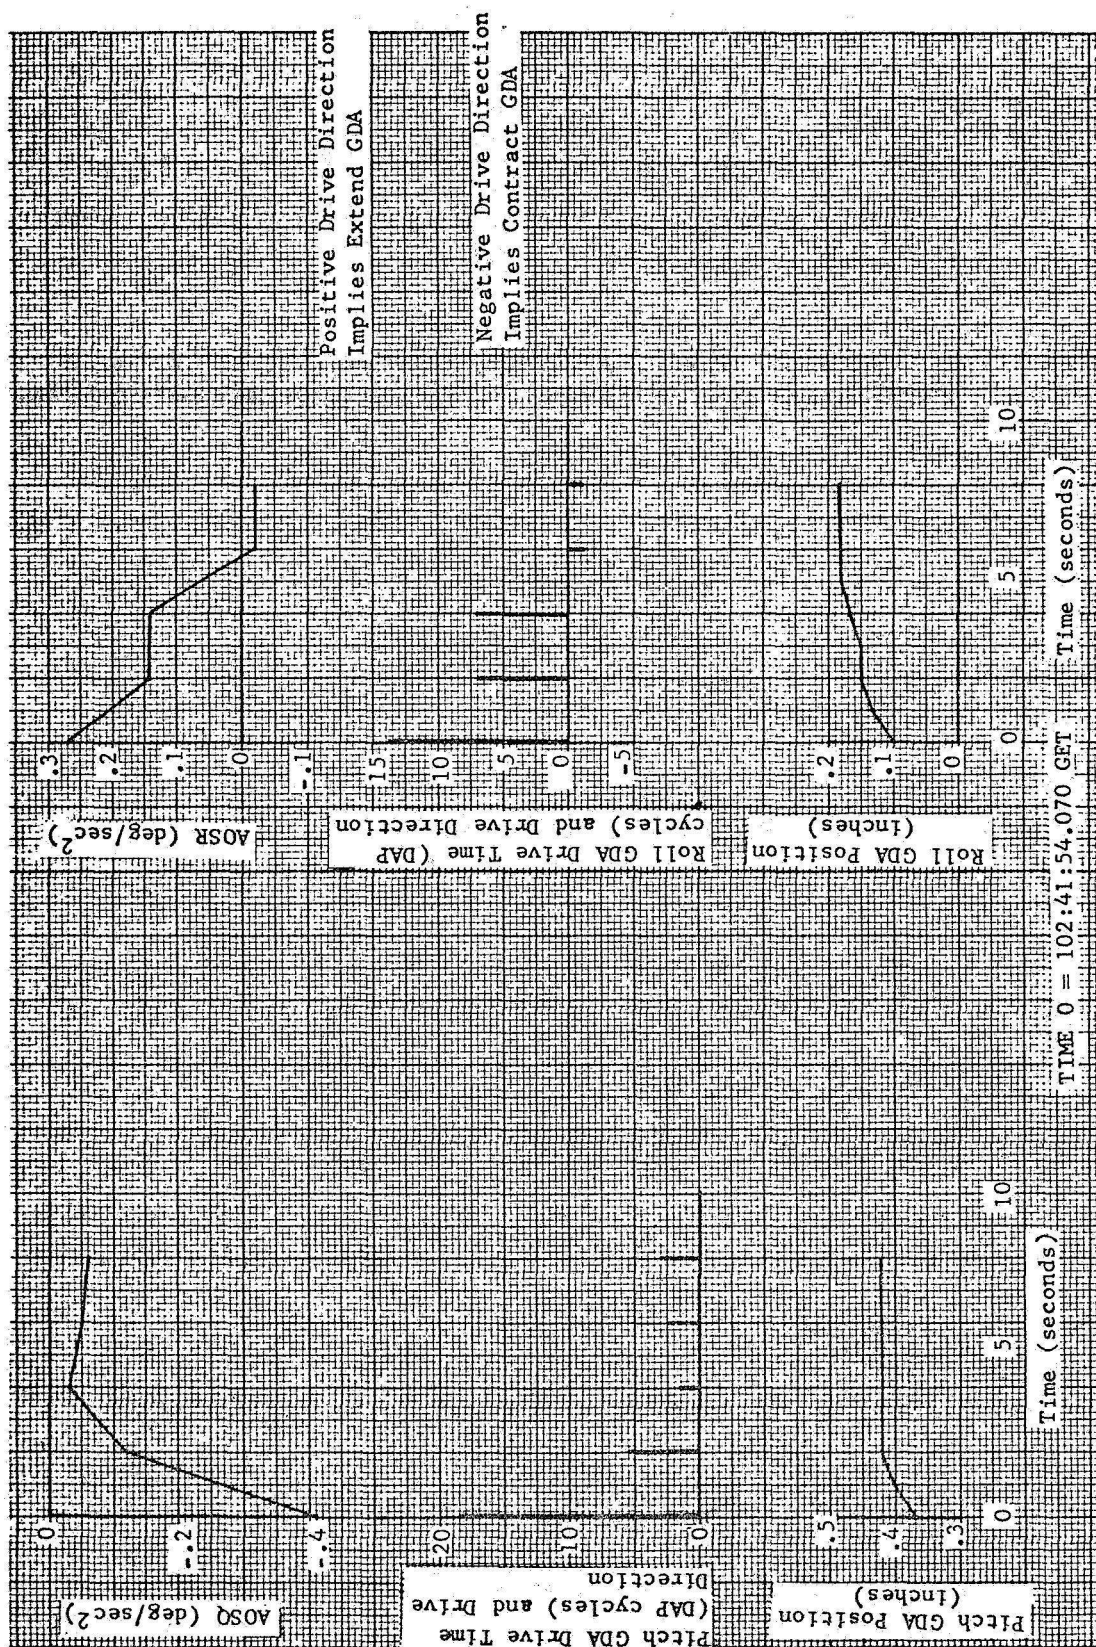 AOSQ (deg/sec²)
0
-.2
-.4
Pitch GDA Drive Time
(DAP cycles) and Drive
Direction
20
10
0
Pitch GDA Position
(inches)
.5
.4
.3
0
5
10
Time (seconds)
AOSR (deg/sec²)
.3
.2
.1
0
-.1
Roll GDA Drive Time (DAP
cycles) and Drive Direction
15
10
5
0
-5
Roll GDA Position
(inches)
.2
.1
0
0
5
10
Time (seconds)
TIME 0 = 102:41:54.070 GET
Positive Drive Direction
Implies Extend GDA
Negative Drive Direction
Implies Contract GDA